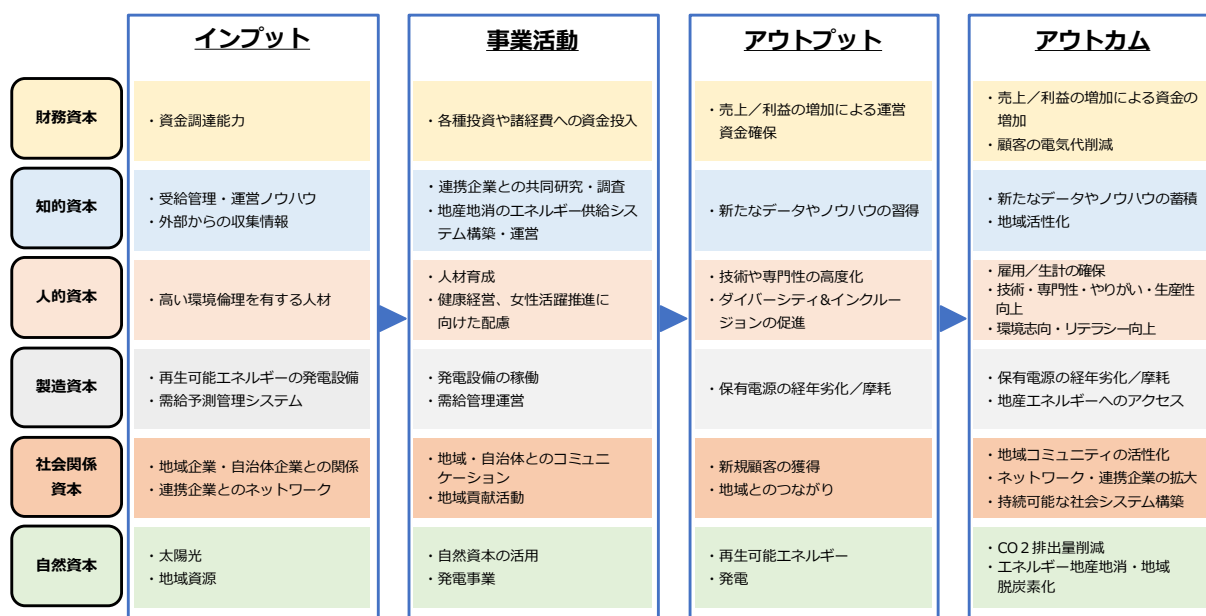 インプット
事業活動
アウトプット
アウトカム
財務資本
・資金調達能力
・各種投資や諸経費への資金投入
・売上／利益の増加による運営
資金確保
・売上／利益の増加による資金の
増加
・顧客の電気代削減
知的資本
・受給管理・運営ノウハウ
・外部からの収集情報
・連携企業との共同研究・調査
・地産地消のエネルギー供給シス
テム構築・運営
・新たなデータやノウハウの習得
・新たなデータやノウハウの蓄積
・地域活性化
人的資本
・高い環境倫理を有する人材
・人材育成
・健康経営、女性活躍推進に
向けた配慮
・技術や専門性の高度化
・ダイバーシティ&インクルー
ジョンの促進
・雇用／生計の確保
・技術・専門性・やりがい・生産性
向上
・環境志向・リテラシー向上
製造資本
・再生可能エネルギーの発電設備
・需給予測管理システム
・発電設備の稼働
・需給管理運営
・保有電源の経年劣化／摩耗
・保有電源の経年劣化／摩耗
・地産エネルギーへのアクセス
社会関係
資本
・地域企業・自治体企業との関係
・連携企業とのネットワーク
・地域・自治体とのコミュニ
ケーション
・地域貢献活動
・新規顧客の獲得
・地域とのつながり
・地域コミュニティの活性化
・ネットワーク・連携企業の拡大
・持続可能な社会システム構築
自然資本
・太陽光
・地域資源
・自然資本の活用
・発電事業
・再生可能エネルギー
・発電
・CO２排出量削減
・エネルギー地産地消・地域
脱炭素化